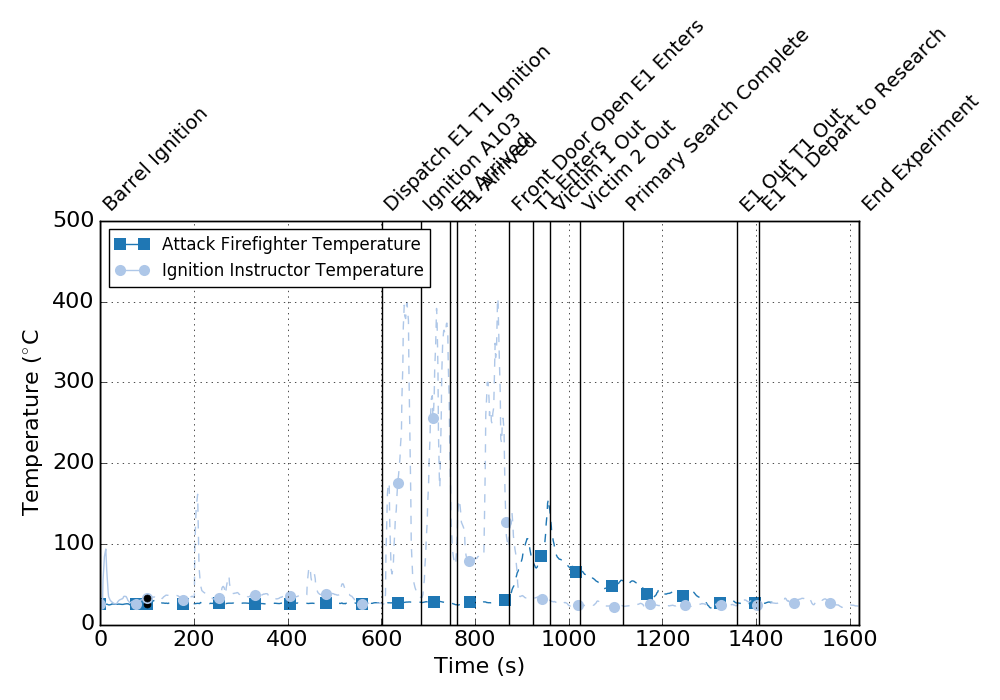 Barrel Ignition
Dispatch E1 T1 Ignition
Ignition A103
E1 Arrived
T1 Arrived
Front Door Open E1 Enters
T1 Enters
Victim 1 Out
Victim 2 Out
Primary Search Complete
E1 Out T1 Out
E1 T1 Depart to Research
End Experiment
500
400
300
200
100
0
Temperature (°C
Attack Firefighter Temperature
Ignition Instructor Temperature
0 200 400 600 800 1000 1200 1400 1600
Time (s)